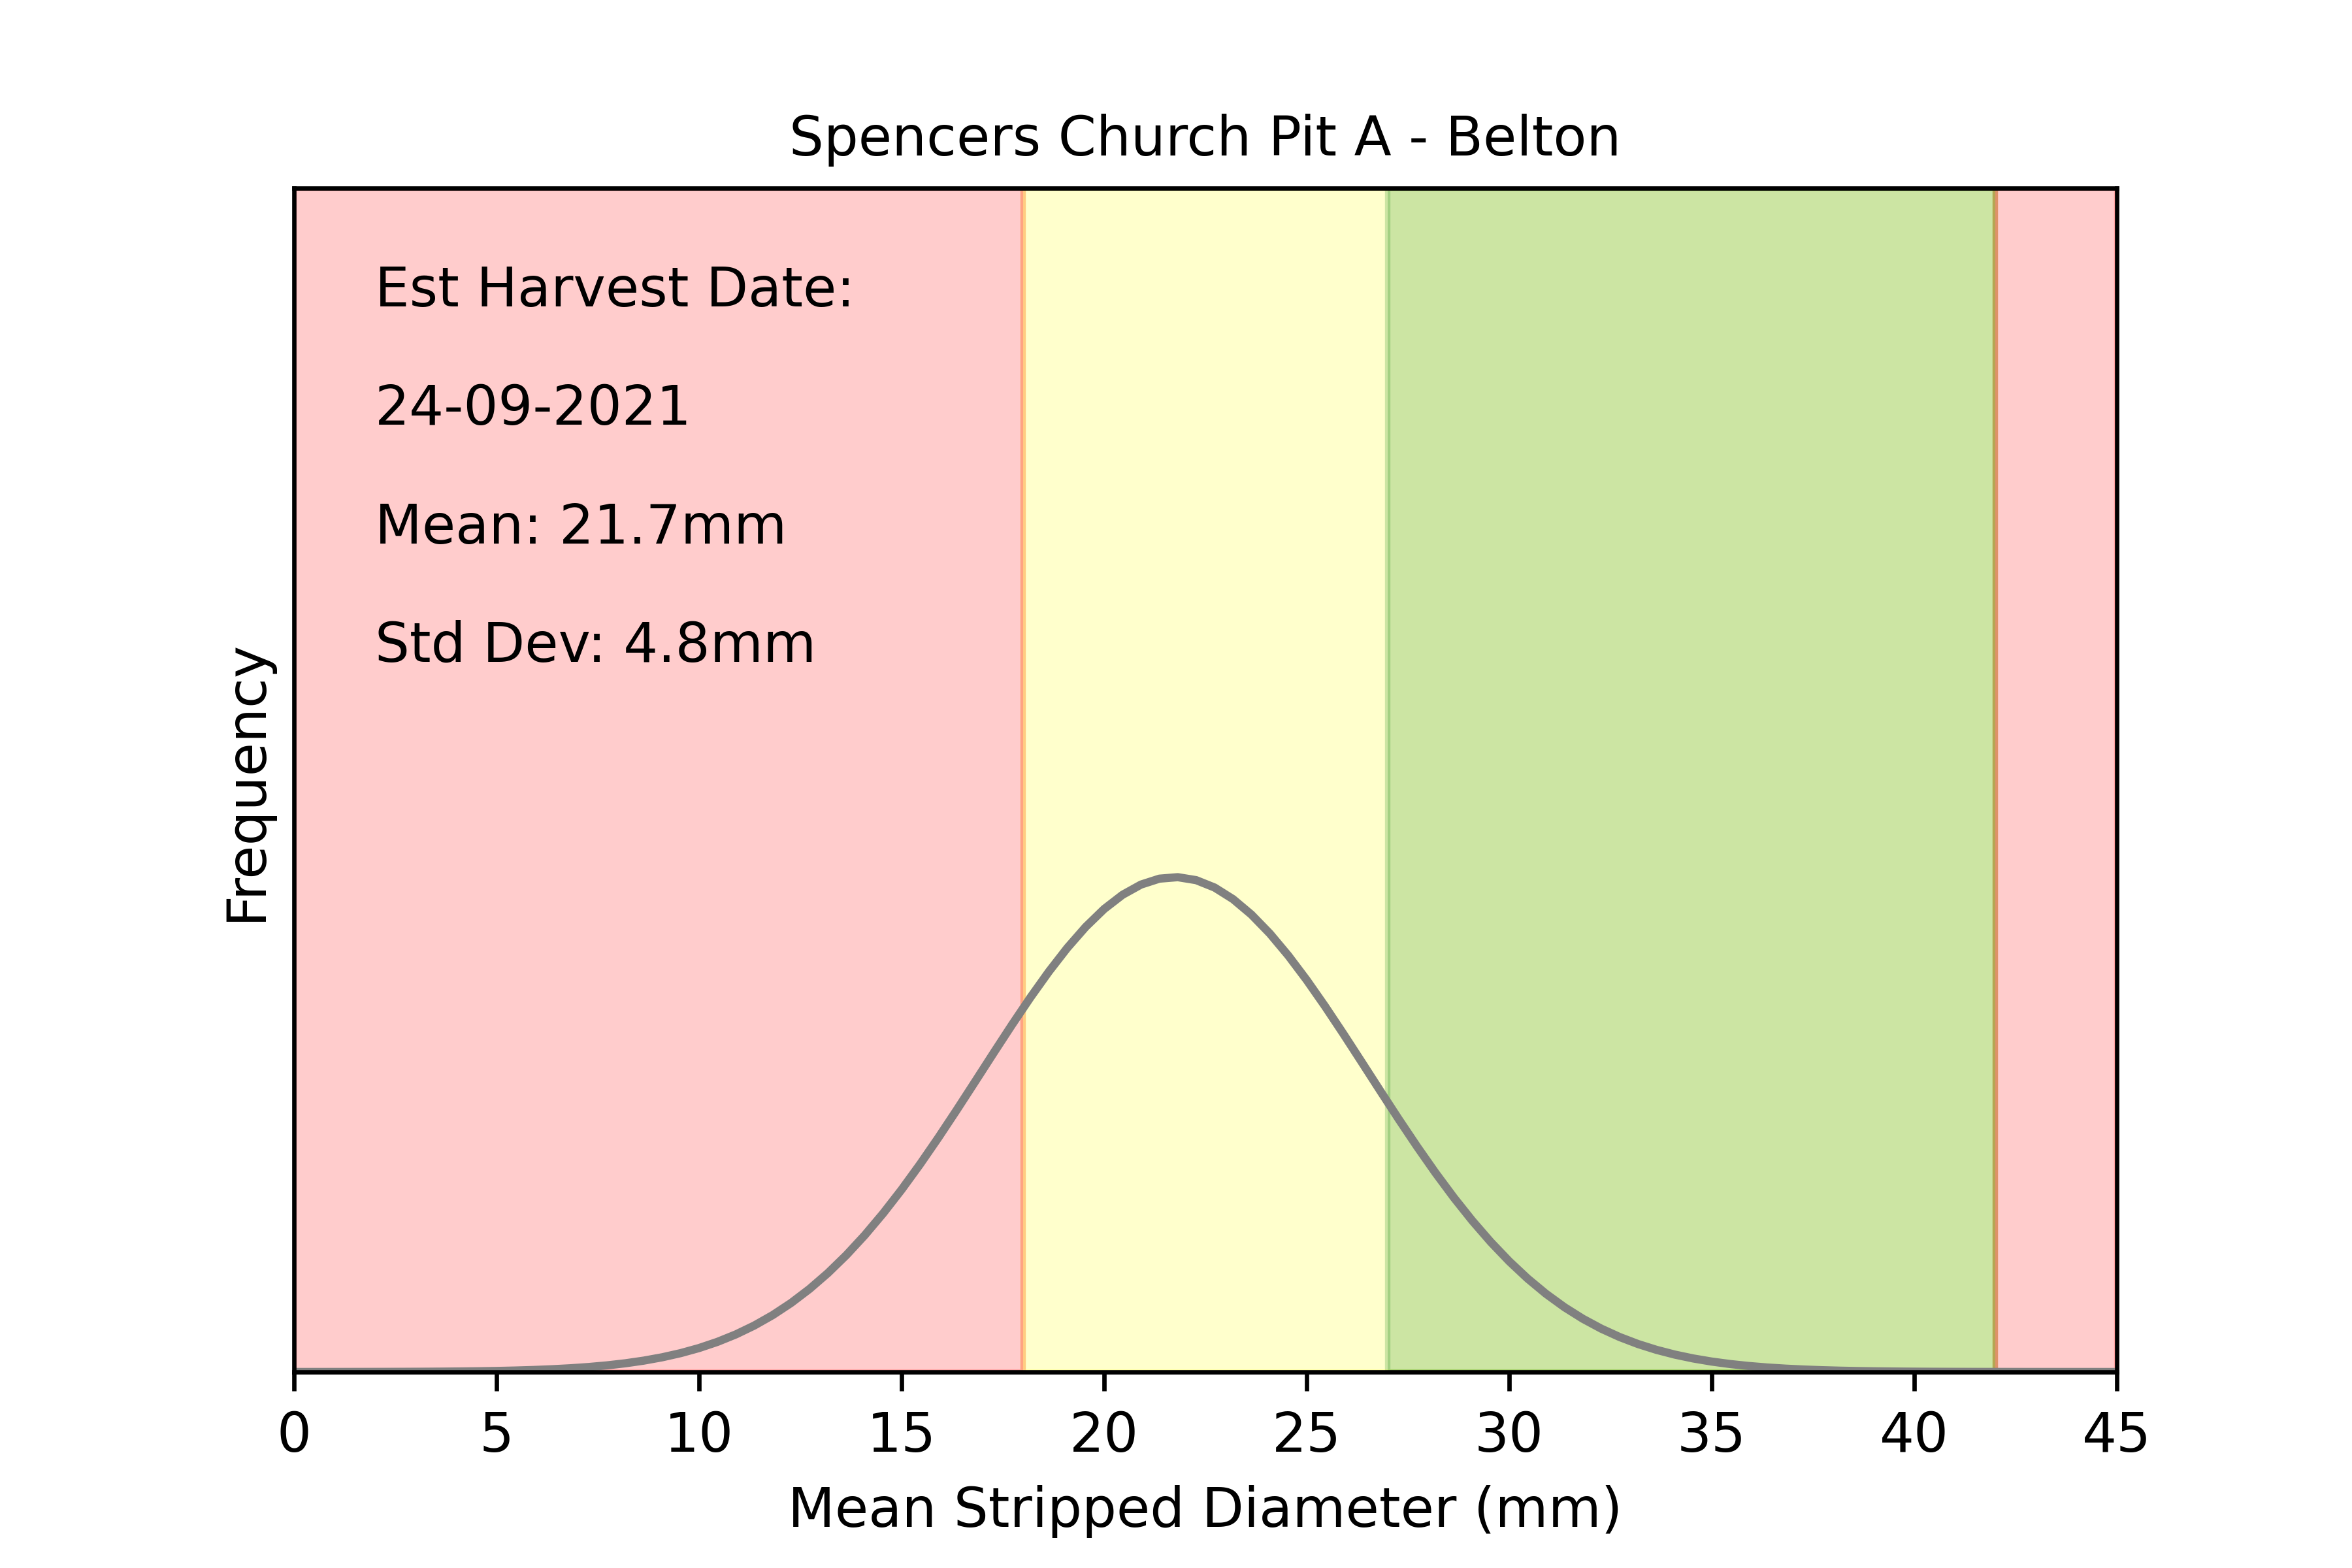 Spencers Church Pit A - Belton
Est Harvest Date:
24-09-2021
Mean: 21.7mm
Std Dev: 4.8mm
Frequency
0 5 10 15 20 25 30 35 40 45
Mean Stripped Diameter (mm)